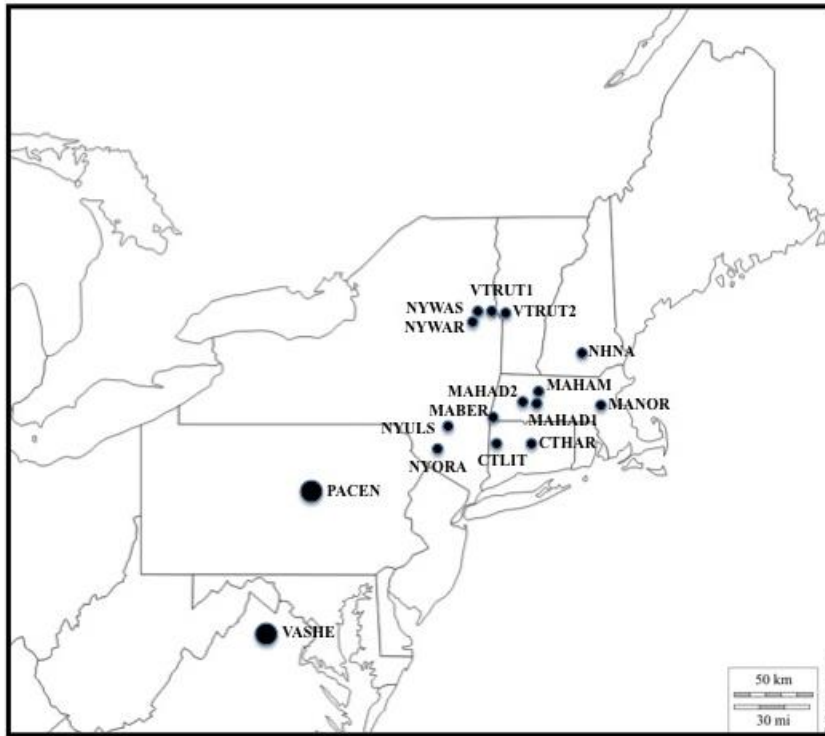 VTRUT1
NYWAS
VTRUT2
NYWAR
NHNA
MAHAM
MAHAD2
MANOR
MABER
MAHAD1
NYULS
CTHAR
CTLIT
NYORA
PACEN
VASHE
50 km
30 mi